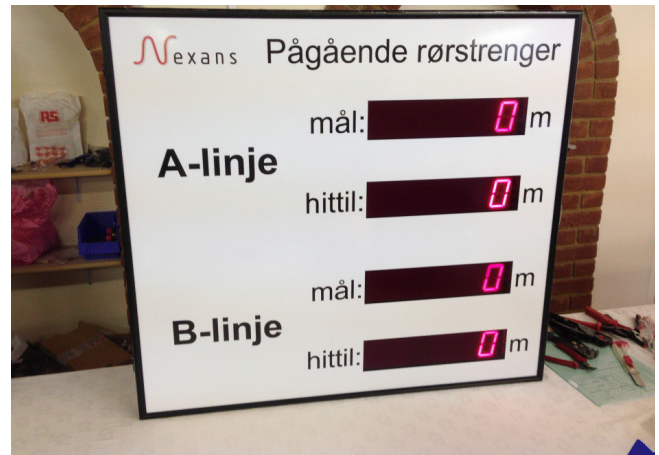 Nexans Pågående rørstrenger
mål: 0 m
A-linje
hittil: 0 m
mål: 0 m
B-linje
hittil: 0 m
RS